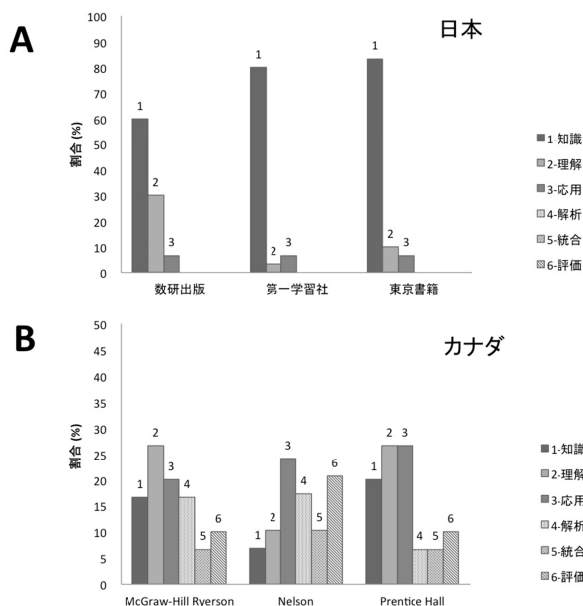 A
日本
100
90
80
70
60
50
40
30
20
10
0
割合 (%)
1 2 3
1 2 3
1 2 3
数研出版 第一学習社 東京書籍
1-知識
2-理解
3-応用
4-解析
5-統合
6-評価
B
カナダ
50
45
40
35
30
25
20
15
10
5
0
割合 (%)
1 2 3 4 5 6
1 2 3 4 5 6
1 2 3 4 5 6
McGraw-Hill Ryerson Nelson Prentice Hall
1-知識
2-理解
3-応用
4-解析
5-統合
6-評価